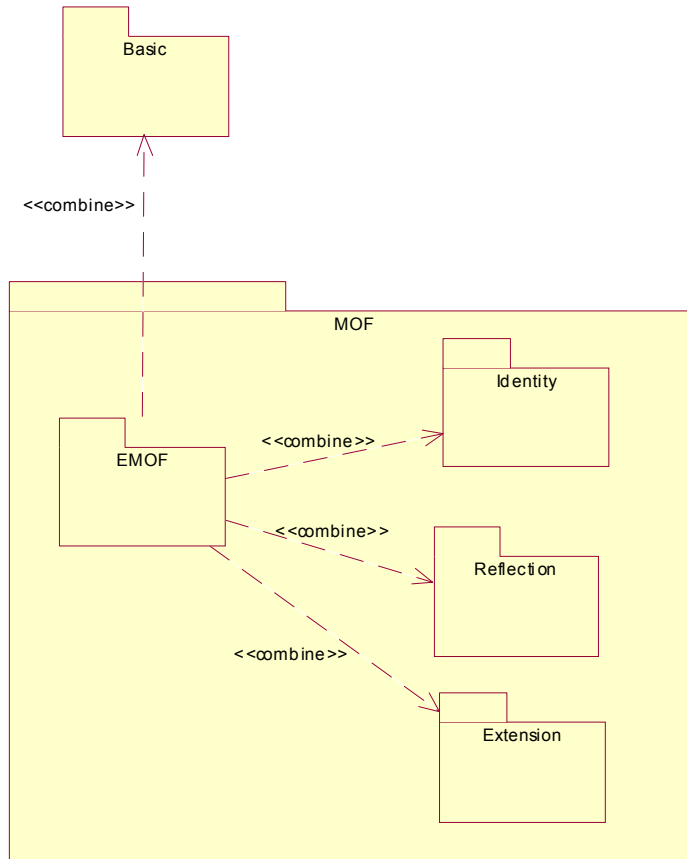 Basic
<<combine>>
MOF
Identity
<<combine>>
EMOF
<<combine>>
Reflection
<<combine>>
Extension